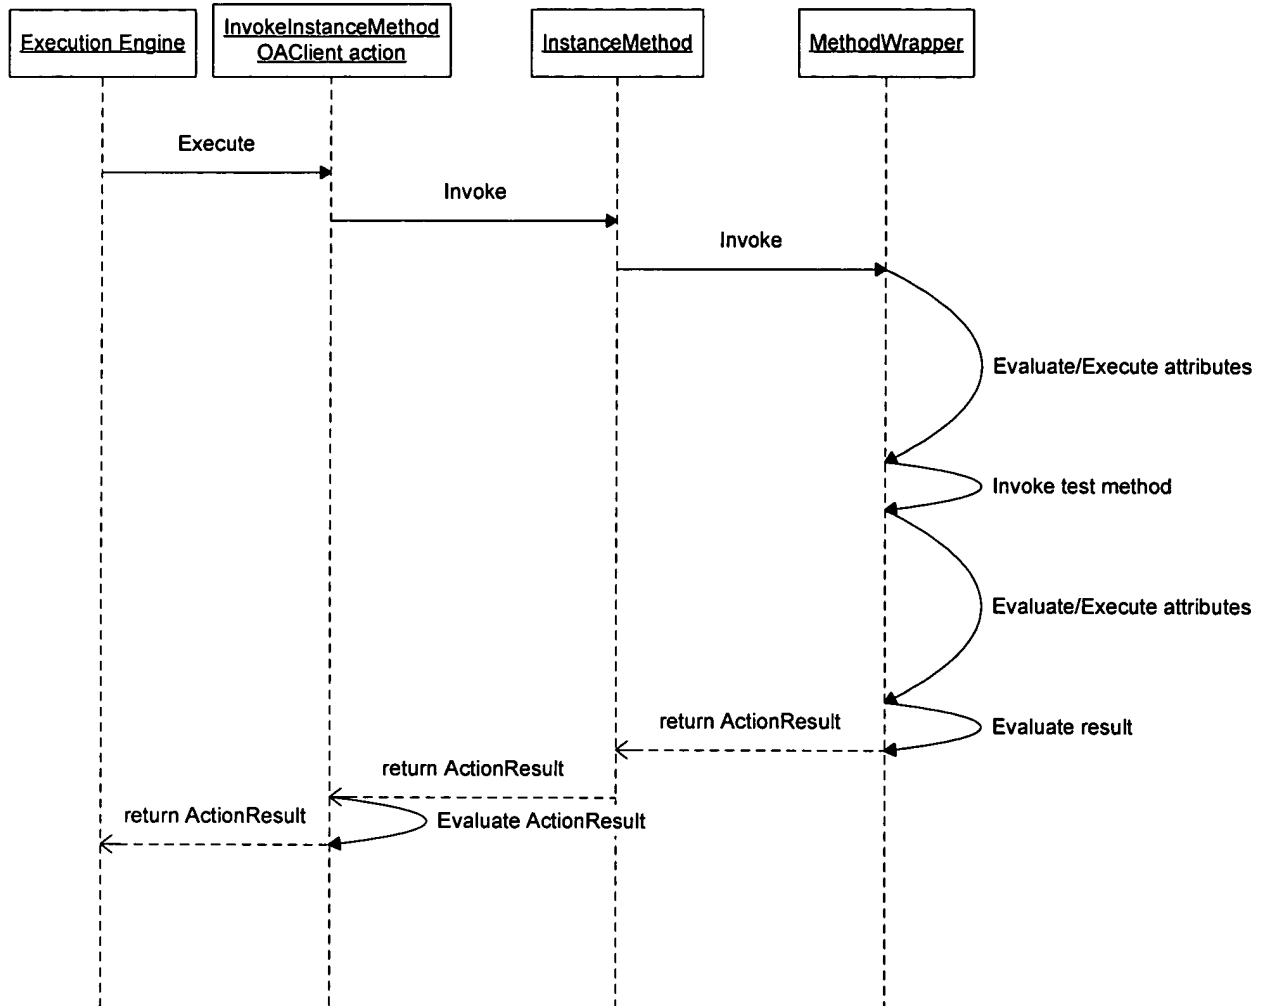 Execution Engine
InvokeInstanceMethod
OAClient action
InstanceMethod
MethodWrapper
Execute
Invoke
Invoke
Evaluate/Execute attributes
Invoke test method
Evaluate/Execute attributes
return ActionResult
Evaluate result
return ActionResult
return ActionResult
Evaluate ActionResult